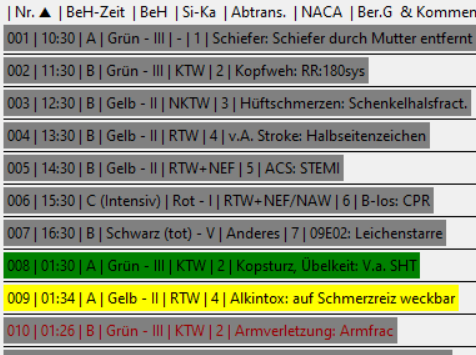 | Nr. ▲ | BeH-Zeit | BeH | Si-Ka | Abtrans. | NACA | Ber.G & Kommen
001 | 10:30 | A | Grün - III | - | 1 | Schiefer: Schiefer durch Mutter entfernt
002 | 11:30 | B | Grün - III | KTW | 2 | Kopfweh: RR:180sys
003 | 12:30 | B | Gelb - II | NKTW | 3 | Hüftschmerzen: Schenkelhalsfract.
004 | 13:30 | B | Gelb - II | RTW | 4 | v.A. Stroke: Halbseitenzeichen
005 | 14:30 | B | Gelb - II | RTW+NEF | 5 | ACS: STEMI
006 | 15:30 | C (Intensiv) | Rot - I | RTW+NEF/NAW | 6 | B-los: CPR
007 | 16:30 | B | Schwarz (tot) - V | Anderes | 7 | 09E02: Leichenstarre
008 | 01:30 | A | Grün - III | KTW | 2 | Kopsturz, Übelkeit: V.a. SHT
009 | 01:34 | A | Gelb - II | RTW | 4 | Alkintox: auf Schmerzreiz weckbar
010 | 01:26 | B | Grün - III | KTW | 2 | Armverletzung: Armfrac